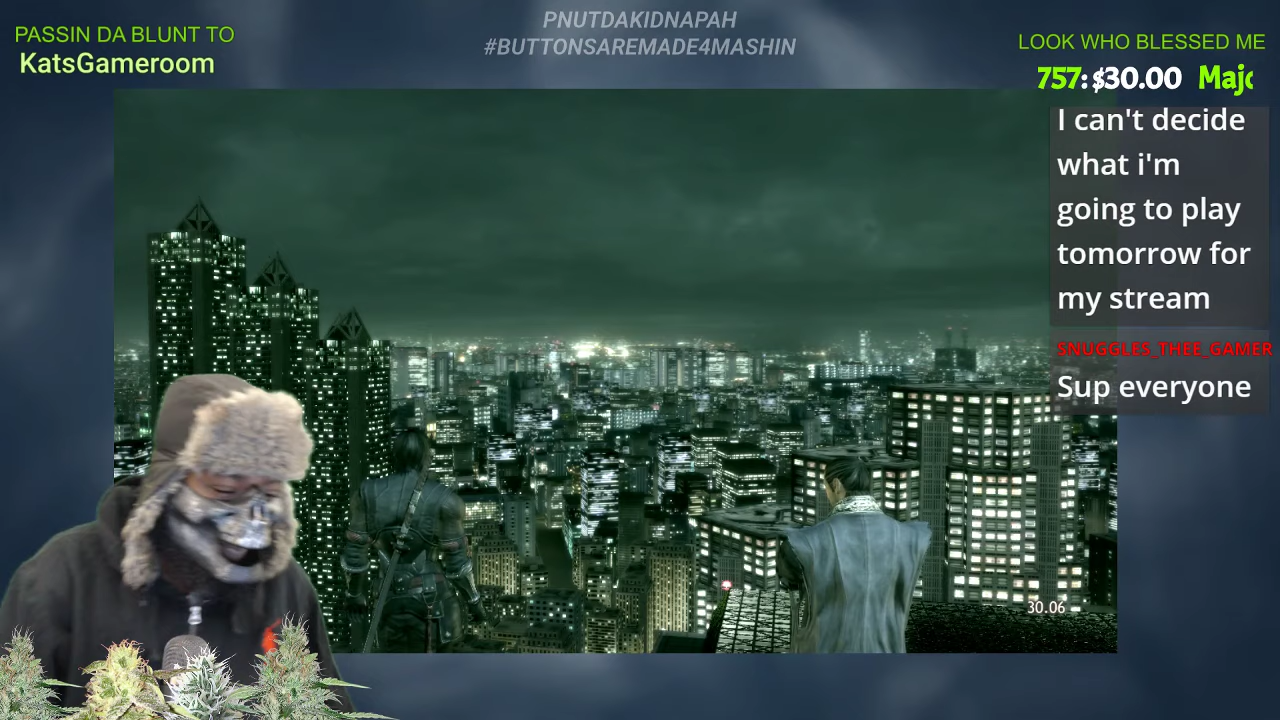 PASSIN DA BLUNT TO
KatsGameroom
PNUTDAKIDNAPAH
#BUTTONSAREMADE4MASHIN
LOOK WHO BLESSED ME
757: $30.00 Majo
I can't decide
what i'm
going to play
tomorrow for
my stream
SNUGGLES_THEE_GAMER
Sup everyone
30.06